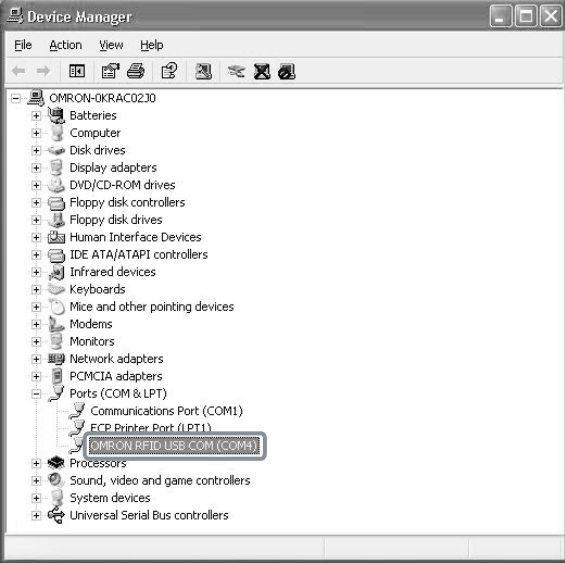 Device Manager
File Action View Help
OMRON-0KRAC02J0
Batteries
Computer
Disk drives
Display adapters
DVD/CD-ROM drives
Floppy disk controllers
Floppy disk drives
Human Interface Devices
IDE ATA/ATAPI controllers
Infrared devices
Keyboards
Mice and other pointing devices
Modems
Monitors
Network adapters
PCMCIA adapters
Ports (COM & LPT)
Communications Port (COM1)
ECP Printer Port (LPT1)
OMRON RFID USB COM (COM4)
Processors
Sound, video and game controllers
System devices
Universal Serial Bus controllers